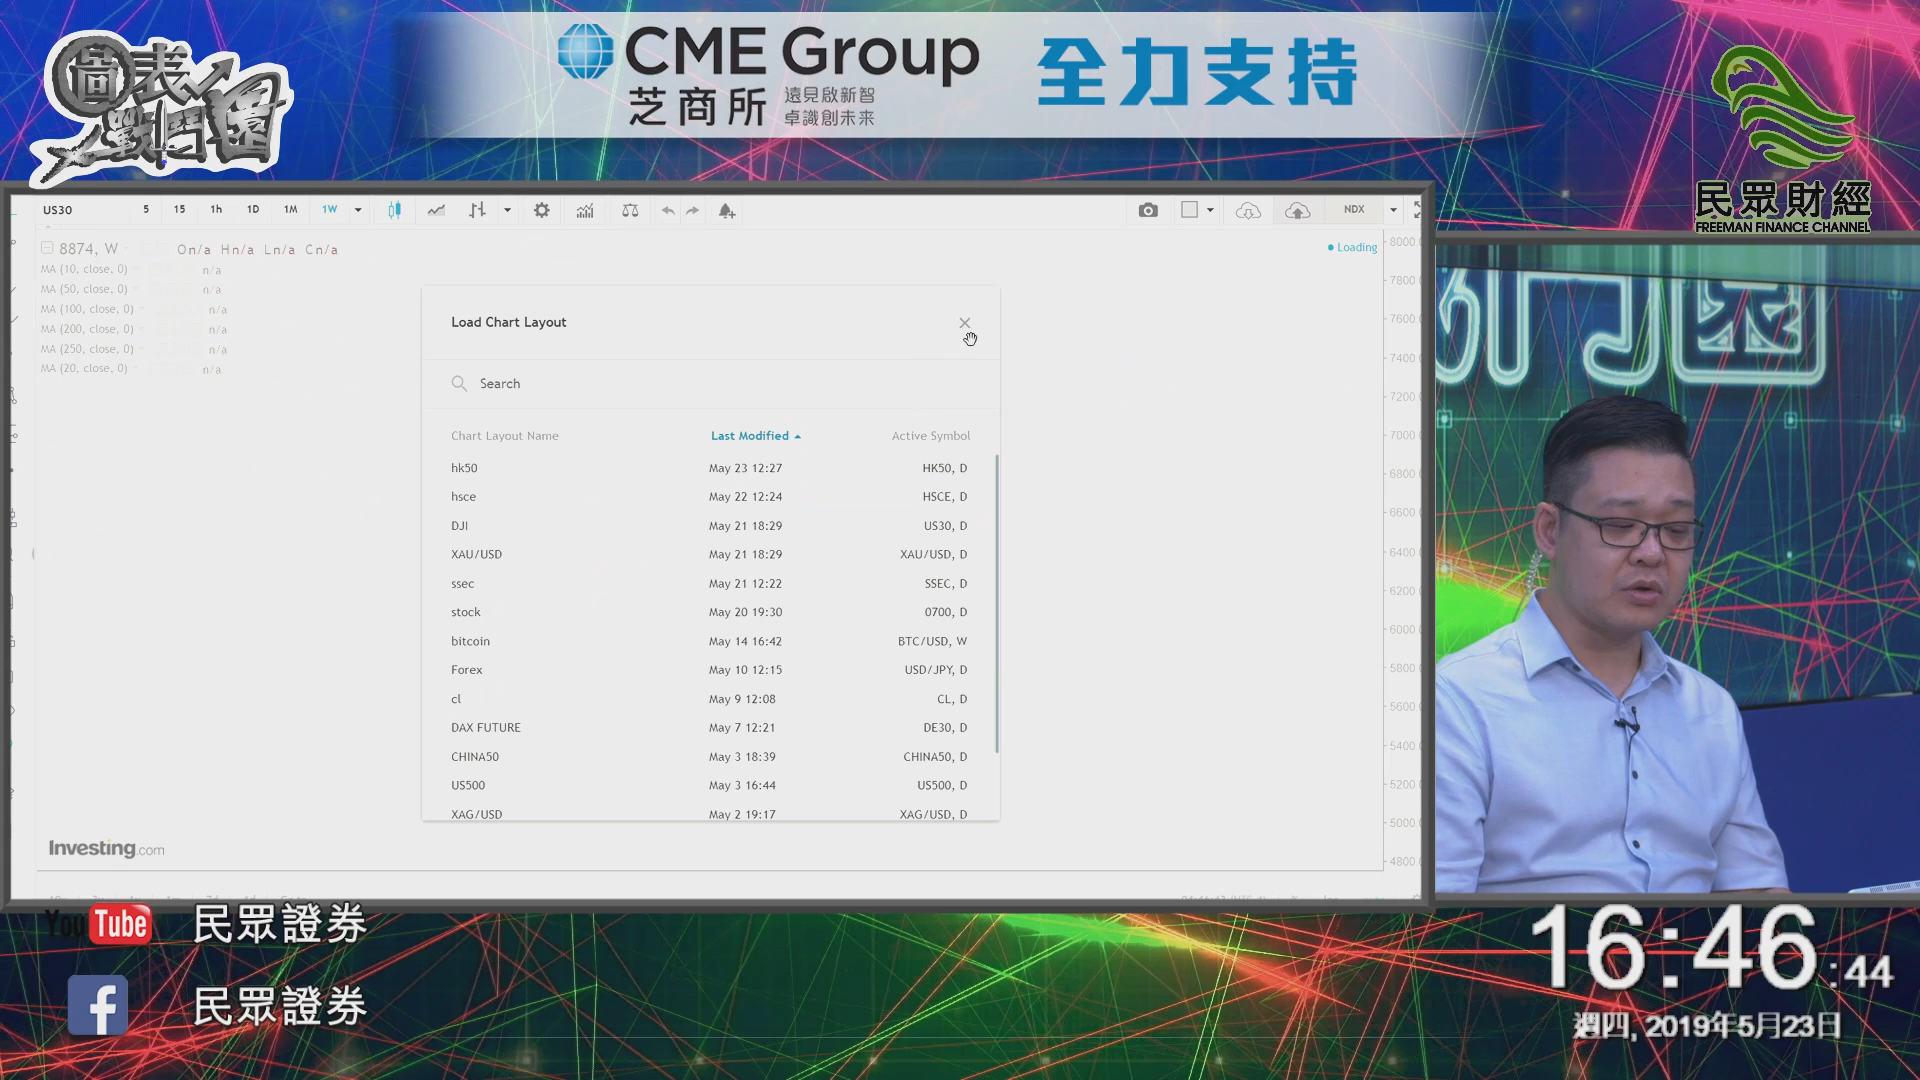 圖表
戰鬥圈
CME Group
芝商所
遠見啟新智
卓識創未來
全力支持
民眾財經
FREEMAN FINANCE CHANNEL
US30 5 15 1h 1D 1M 1W NDX
8874, W On/a Hn/a Ln/a Cn/a
Loading
MA (10, close, 0) n/a
MA (50, close, 0) n/a
MA (100, close, 0) n/a
MA (200, close, 0) n/a
MA (250, close, 0) n/a
MA (20, close, 0) n/a
Load Chart Layout
Search
Chart Layout Name Last Modified Active Symbol
hk50 May 23 12:27 HK50, D
hsce May 22 12:24 HSCE, D
DJI May 21 18:29 US30, D
XAU/USD May 21 18:29 XAU/USD, D
ssec May 21 12:22 SSEC, D
stock May 20 19:30 0700, D
bitcoin May 14 16:42 BTC/USD, W
Forex May 10 12:15 USD/JPY, D
cl May 9 12:08 CL, D
DAX FUTURE May 7 12:21 DE30, D
CHINA50 May 3 18:39 CHINA50, D
US500 May 3 16:44 US500, D
XAG/USD May 2 19:17 XAG/USD, D
8000
7800
7600
7400
7200
7000
6800
6600
6400
6200
6000
5800
5600
5400
5200
5000
4800
Investing.com
YouTube 民眾證券
f 民眾證券
16:46:44
週四, 2019年5月23日